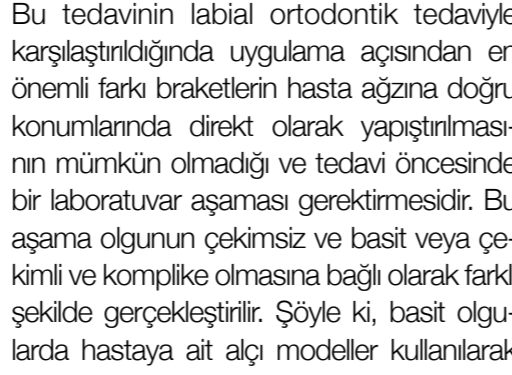 Bu tedavinin labial ortodontik tedaviyle
karşılaştırıldığında uygulama açısından en
önemli farkı braketlerin hasta ağzına doğru
konumlarında direkt olarak yapıştırılması-
nın mümkün olmadığı ve tedavi öncesinde
bir laboratuvar aşaması gerektirmesidir. Bu
aşama olgunun çekimsiz ve basit veya çe-
kimli ve komplike olmasına bağlı olarak farklı
şekilde gerçekleştirilir. Şöyle ki, basit olgu-
larda hastaya ait alçı modeller kullanılarak